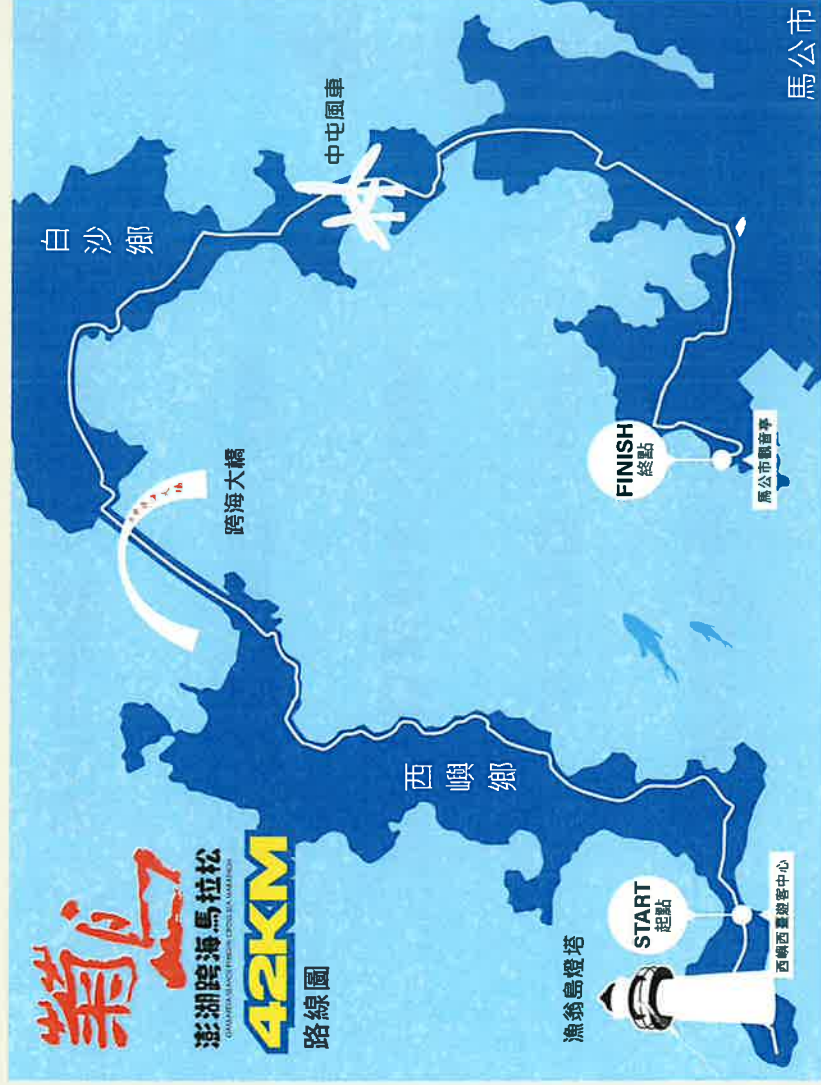 菊島
澎湖跨海馬拉松
42KM
路線圖
白沙鄉
中屯風車
跨海大橋
西嶼鄉
漁翁島燈塔
START
起點
西嶼西臺遊客中心
FINISH
終點
馬公市觀音亭
馬公市